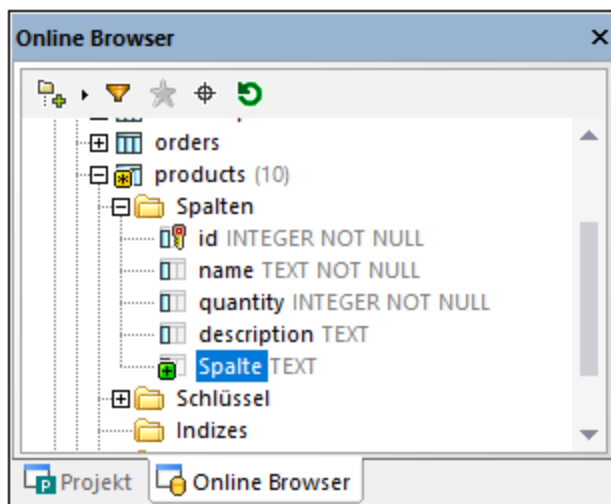 Online Browser
orders
products (10)
Spalten
id INTEGER NOT NULL
name TEXT NOT NULL
quantity INTEGER NOT NULL
description TEXT
Spalte TEXT
Schlüssel
Indizes
Projekt Online Browser